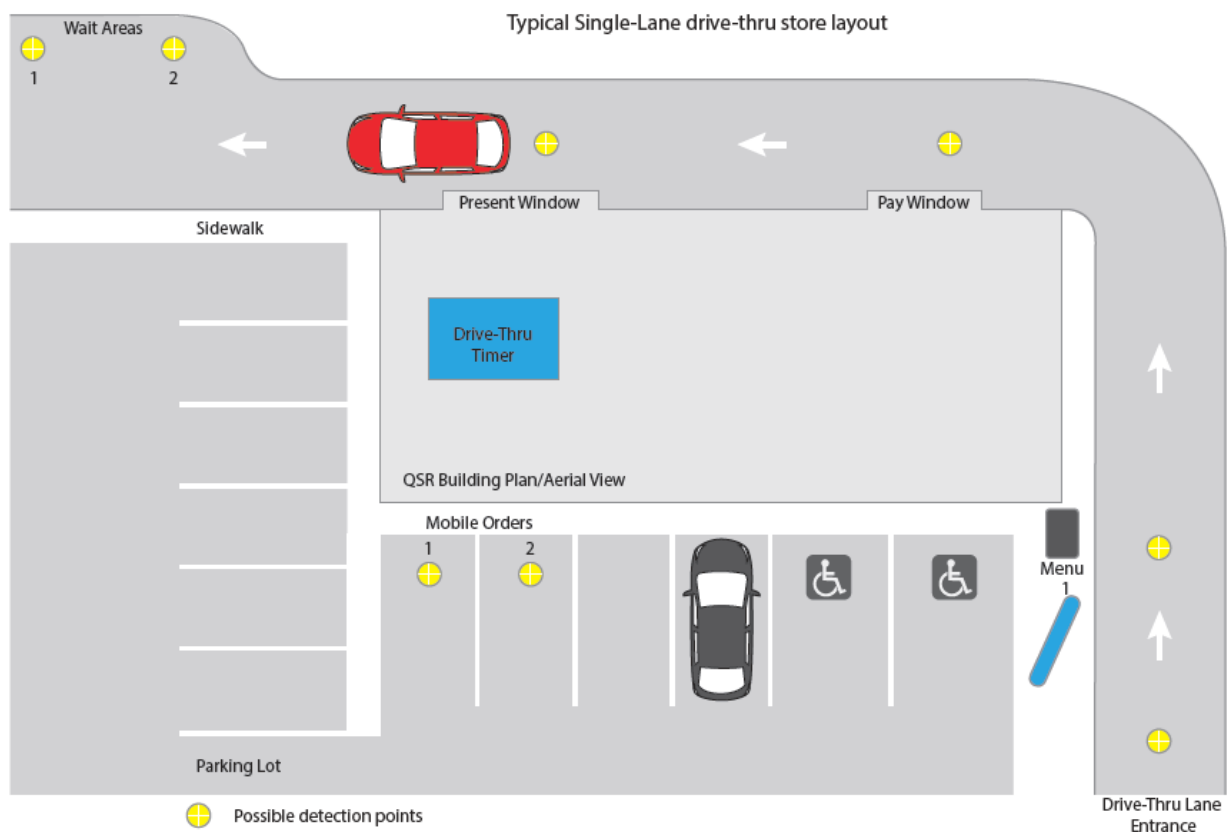 Typical Single-Lane drive-thru store layout
Wait Areas
1
2
Present Window
Pay Window
Sidewalk
Drive-Thru
Timer
QSR Building Plan/Aerial View
Mobile Orders
1
2
Menu
1
Parking Lot
Drive-Thru Lane
Entrance
Possible detection points